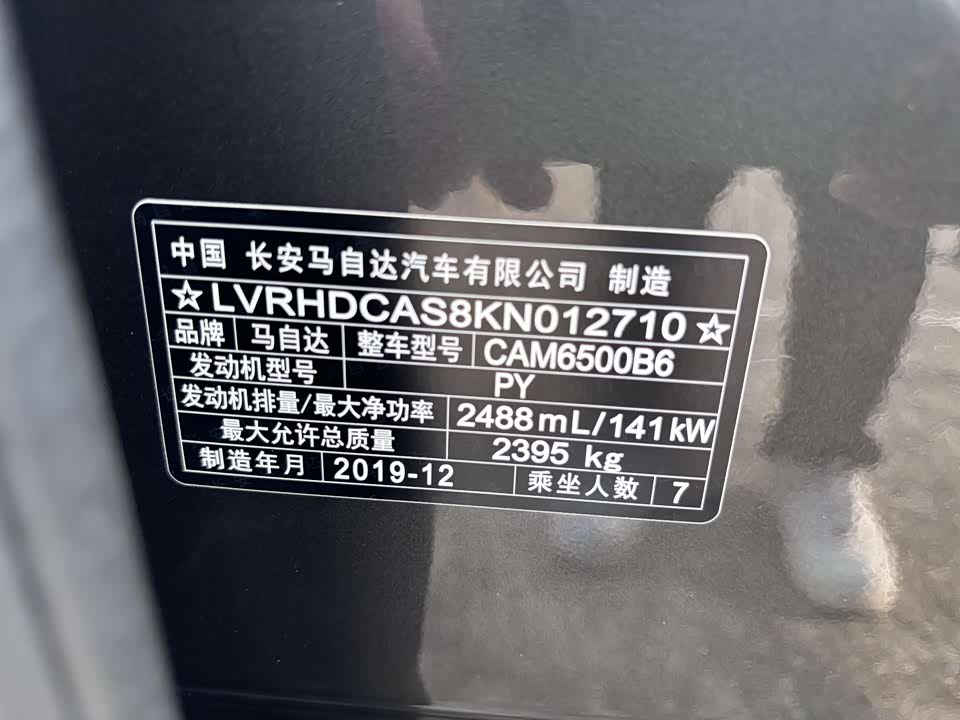 中国 长安马自达汽车有限公司 制造
☆LVRHDCAS8KN012710☆
品牌 马自达 整车型号 CAM6500B6
发动机型号 PY
发动机排量/最大净功率 2488mL/141kW
最大允许总质量 2395 kg
制造年月 2019-12 乘坐人数 7